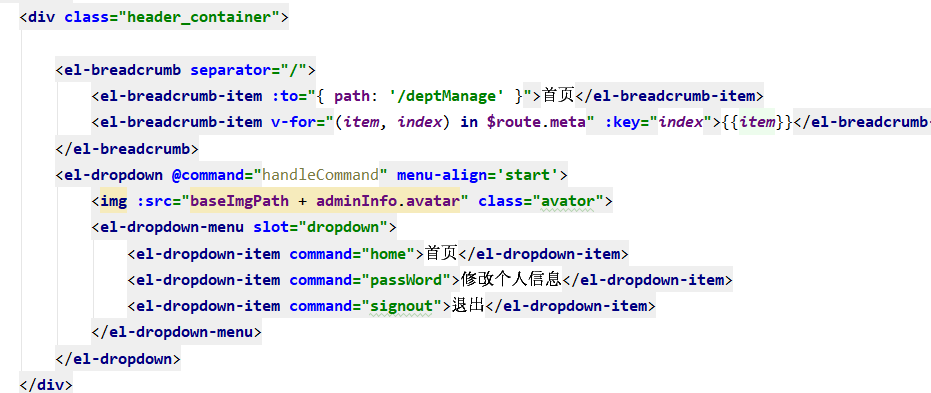 <div class="header_container">
<el-breadcrumb separator="/">
<el-breadcrumb-item :to="{ path: '/deptManage' }">首页</el-breadcrumb-item>
<el-breadcrumb-item v-for="(item, index) in $route.meta" :key="index">{{item}}</el-breadcrumb-
</el-breadcrumb>
<el-dropdown @command="handleCommand" menu-align='start'>
<img :src="baseImgPath + adminInfo.avatar" class="avator">
<el-dropdown-menu slot="dropdown">
<el-dropdown-item command="home">首页</el-dropdown-item>
<el-dropdown-item command="passWord">修改个人信息</el-dropdown-item>
<el-dropdown-item command="signout">退出</el-dropdown-item>
</el-dropdown-menu>
</el-dropdown>
</div>